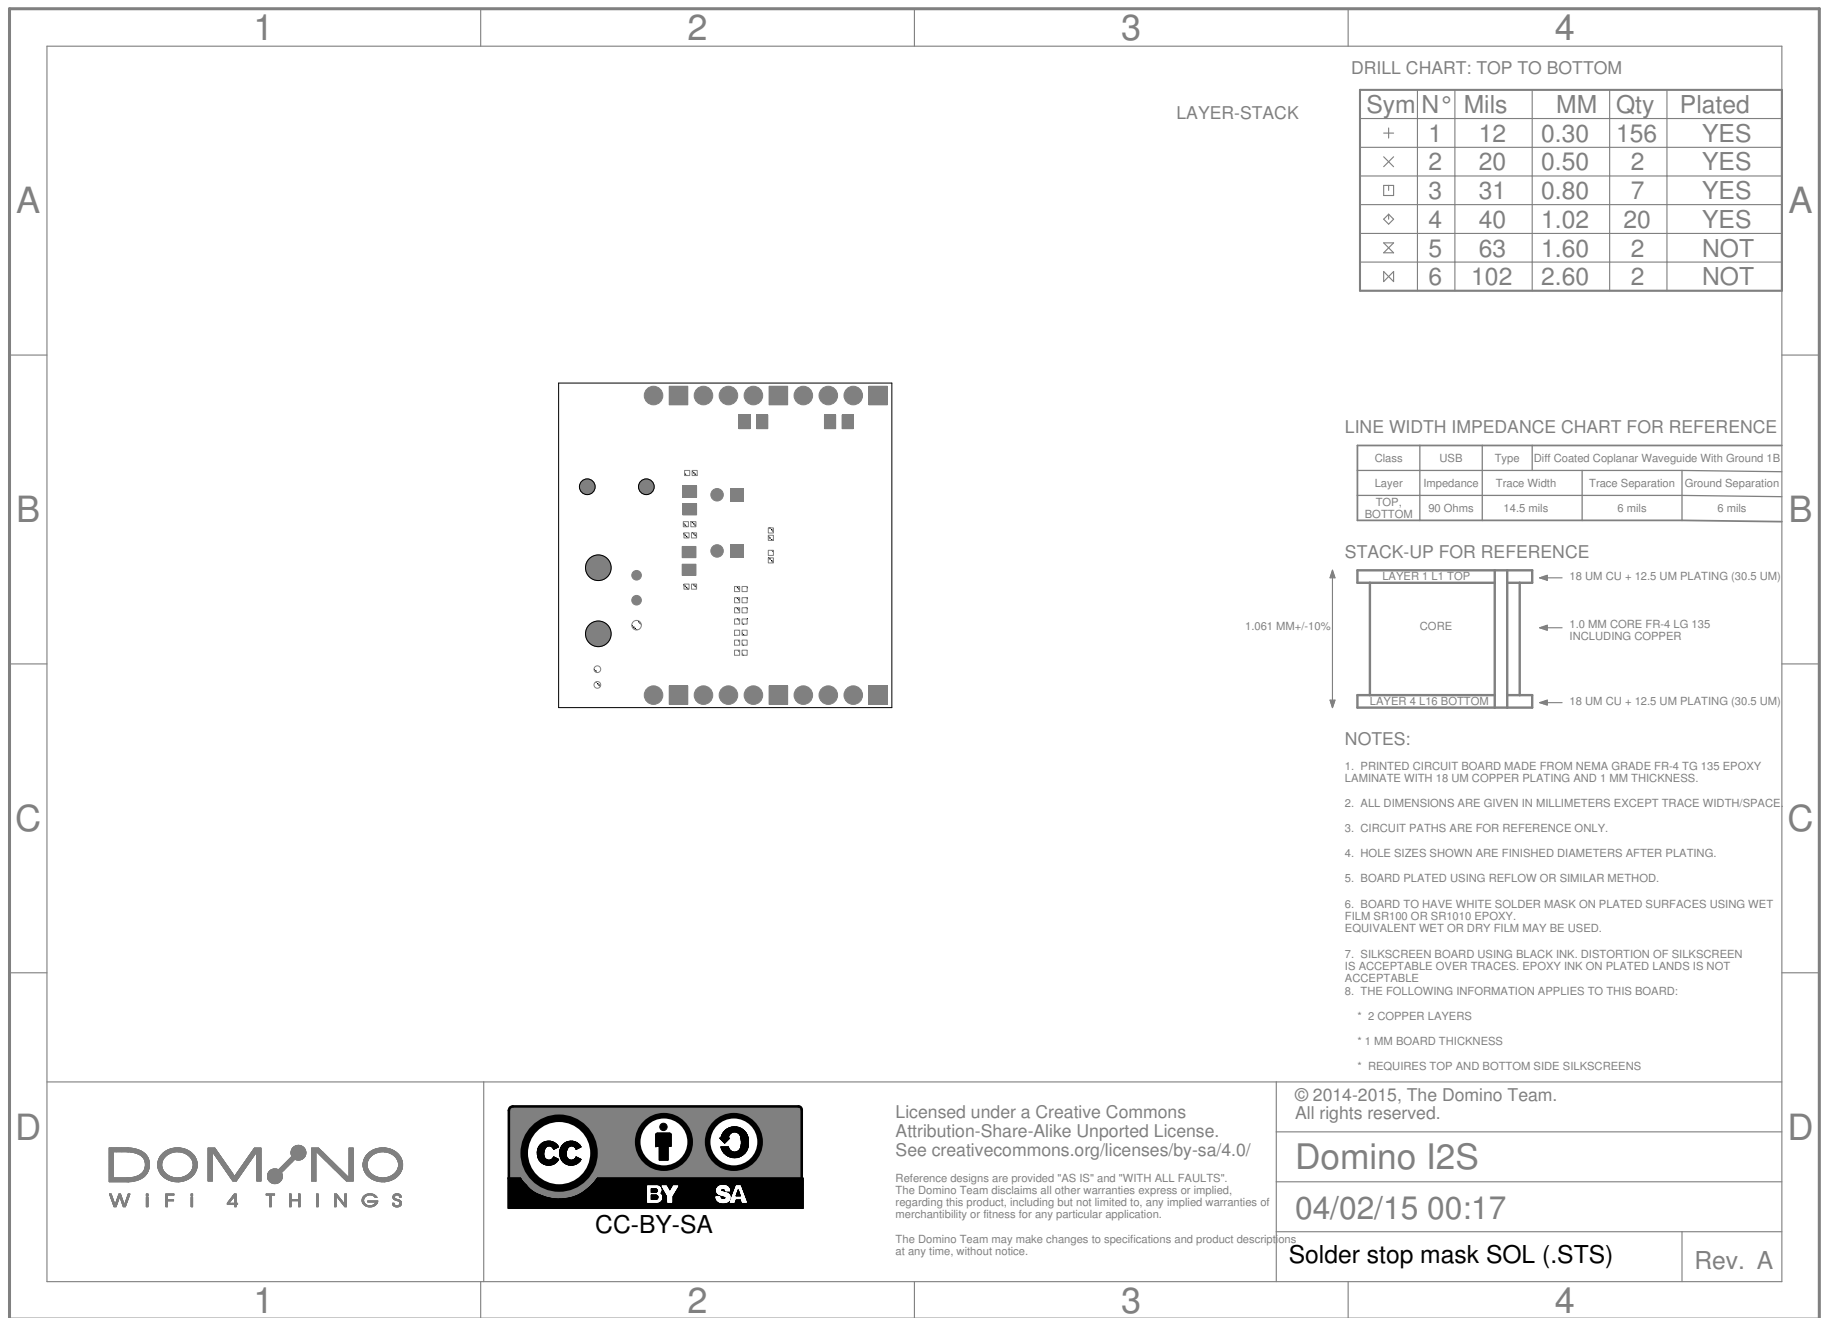 1 2 3 4
DRILL CHART: TOP TO BOTTOM
LAYER-STACK
Sym N° Mils MM Qty Plated
+ 1 12 0.30 156 YES
× 2 20 0.50 2 YES
3 31 0.80 7 YES
4 40 1.02 20 YES
5 63 1.60 2 NOT
6 102 2.60 2 NOT
A A
LINE WIDTH IMPEDANCE CHART FOR REFERENCE
Class USB Type Diff Coated Coplanar Waveguide With Ground 1B
Layer Impedance Trace Width Trace Separation Ground Separation
TOP,
BOTTOM 90 Ohms 14.5 mils 6 mils 6 mils
B B
STACK-UP FOR REFERENCE
LAYER 1 L1 TOP 18 UM CU + 12.5 UM PLATING (30.5 UM)
1.061 MM+/-10% CORE 1.0 MM CORE FR-4 LG 135
INCLUDING COPPER
LAYER 4 L16 BOTTOM 18 UM CU + 12.5 UM PLATING (30.5 UM)
NOTES:
1. PRINTED CIRCUIT BOARD MADE FROM NEMA GRADE FR-4 TG 135 EPOXY
LAMINATE WITH 18 UM COPPER PLATING AND 1 MM THICKNESS.
2. ALL DIMENSIONS ARE GIVEN IN MILLIMETERS EXCEPT TRACE WIDTH/SPACE
C C
3. CIRCUIT PATHS ARE FOR REFERENCE ONLY.
4. HOLE SIZES SHOWN ARE FINISHED DIAMETERS AFTER PLATING.
5. BOARD PLATED USING REFLOW OR SIMILAR METHOD.
6. BOARD TO HAVE WHITE SOLDER MASK ON PLATED SURFACES USING WET
FILM SR100 OR SR1010 EPOXY.
EQUIVALENT WET OR DRY FILM MAY BE USED.
7. SILKSCREEN BOARD USING BLACK INK. DISTORTION OF SILKSCREEN
IS ACCEPTABLE OVER TRACES. EPOXY INK ON PLATED LANDS IS NOT
ACCEPTABLE
8. THE FOLLOWING INFORMATION APPLIES TO THIS BOARD:
* 2 COPPER LAYERS
* 1 MM BOARD THICKNESS
* REQUIRES TOP AND BOTTOM SIDE SILKSCREENS
D D
DOMINO
WiFi 4 THINGS
cc BY SA
CC-BY-SA
Licensed under a Creative Commons
Attribution-Share-Alike Unported License.
See creativecommons.org/licenses/by-sa/4.0/
Reference designs are provided "AS IS" and "WITH ALL FAULTS".
The Domino Team disclaims all other warranties express or implied,
regarding this product, including but not limited to, any implied warranties of
merchantibility or fitness for any particular application.
The Domino Team may make changes to specifications and product descriptions
at any time, without notice.
© 2014-2015, The Domino Team.
All rights reserved.
Domino I2S
04/02/15 00:17
Solder stop mask SOL (.STS)
Rev. A
1 2 3 4